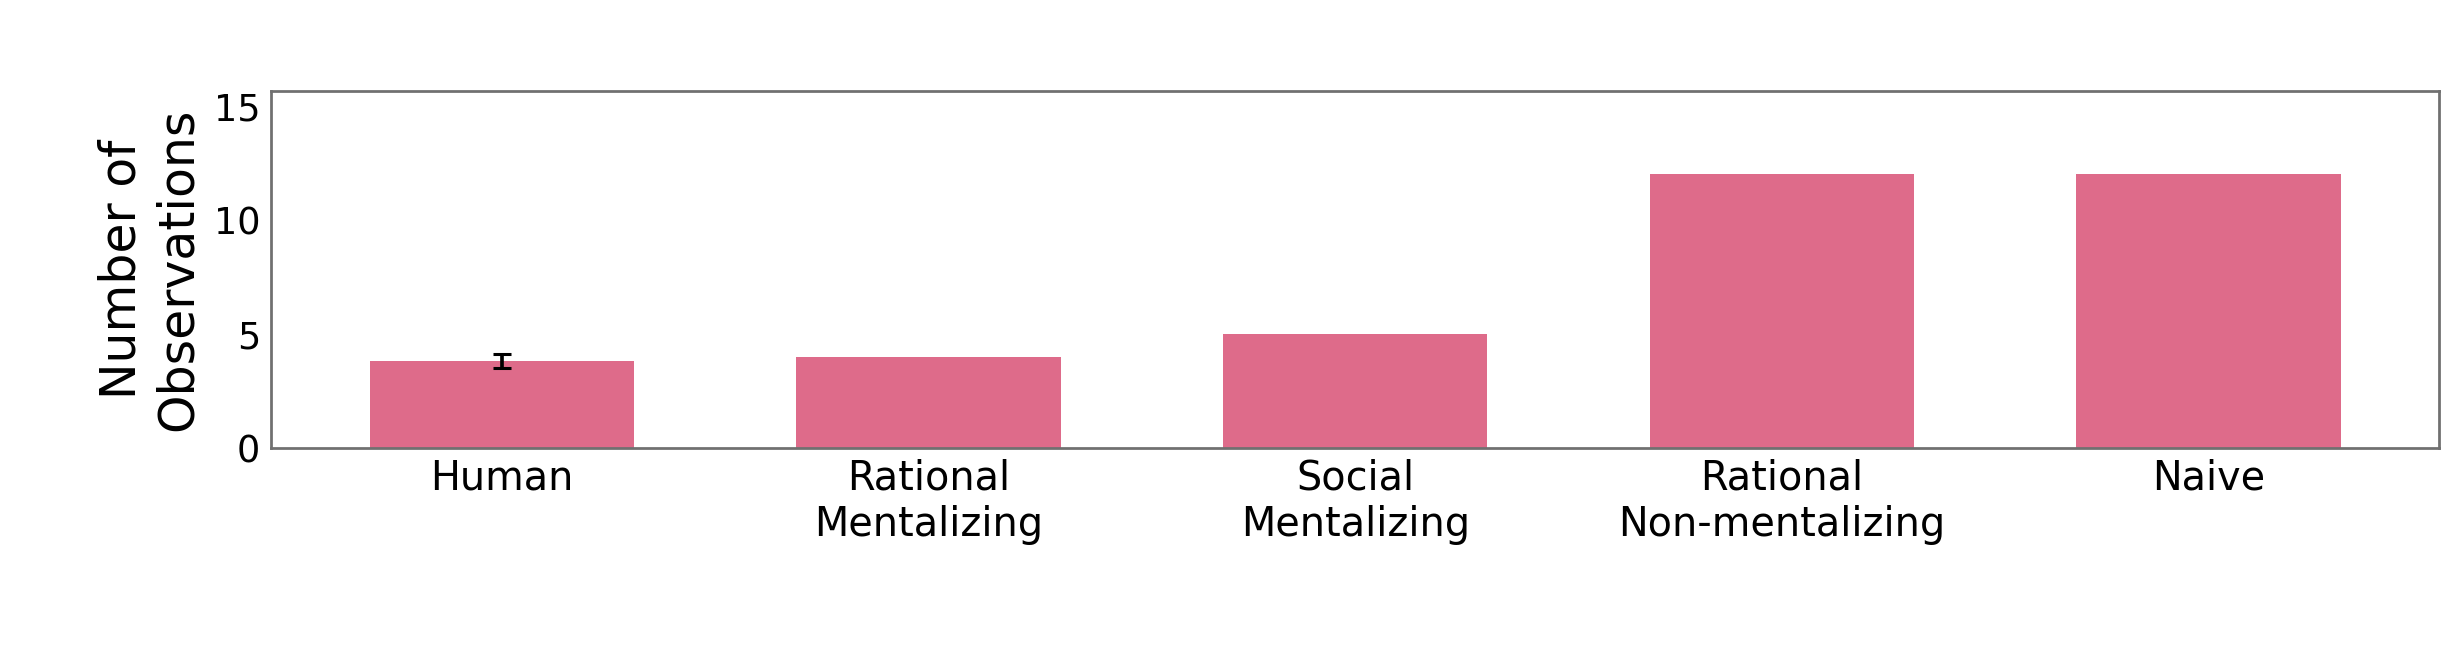 Number of
Observations
15
10
5
0
Human
Rational
Mentalizing
Social
Mentalizing
Rational
Non-mentalizing
Naive